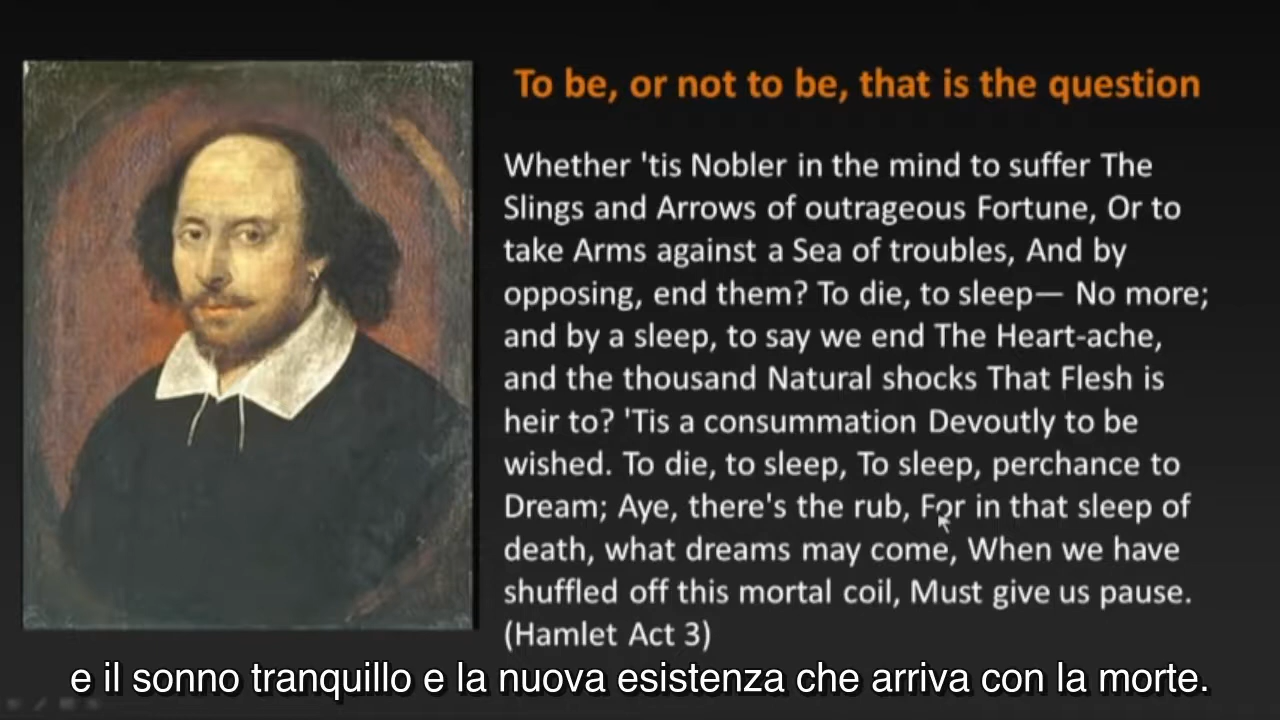 To be, or not to be, that is the question
Whether 'tis Nobler in the mind to suffer The
Slings and Arrows of outrageous Fortune, Or to
take Arms against a Sea of troubles, And by
opposing, end them? To die, to sleep— No more;
and by a sleep, to say we end The Heart-ache,
and the thousand Natural shocks That Flesh is
heir to? 'Tis a consummation Devoutly to be
wished. To die, to sleep, To sleep, perchance to
Dream; Aye, there's the rub, For in that sleep of
death, what dreams may come, When we have
shuffled off this mortal coil, Must give us pause.
(Hamlet Act 3)
e il sonno tranquillo e la nuova esistenza che arriva con la morte.